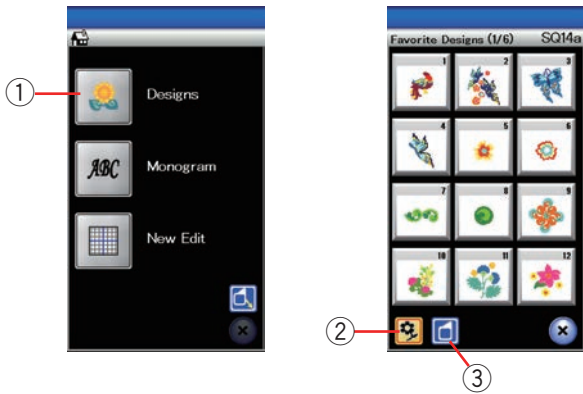 Designs
ABC
Monogram
New Edit
①
Favorite Designs (1/6) SQ14a
1 2 3
4 5 6
7 8 9
10 11 12
②
③